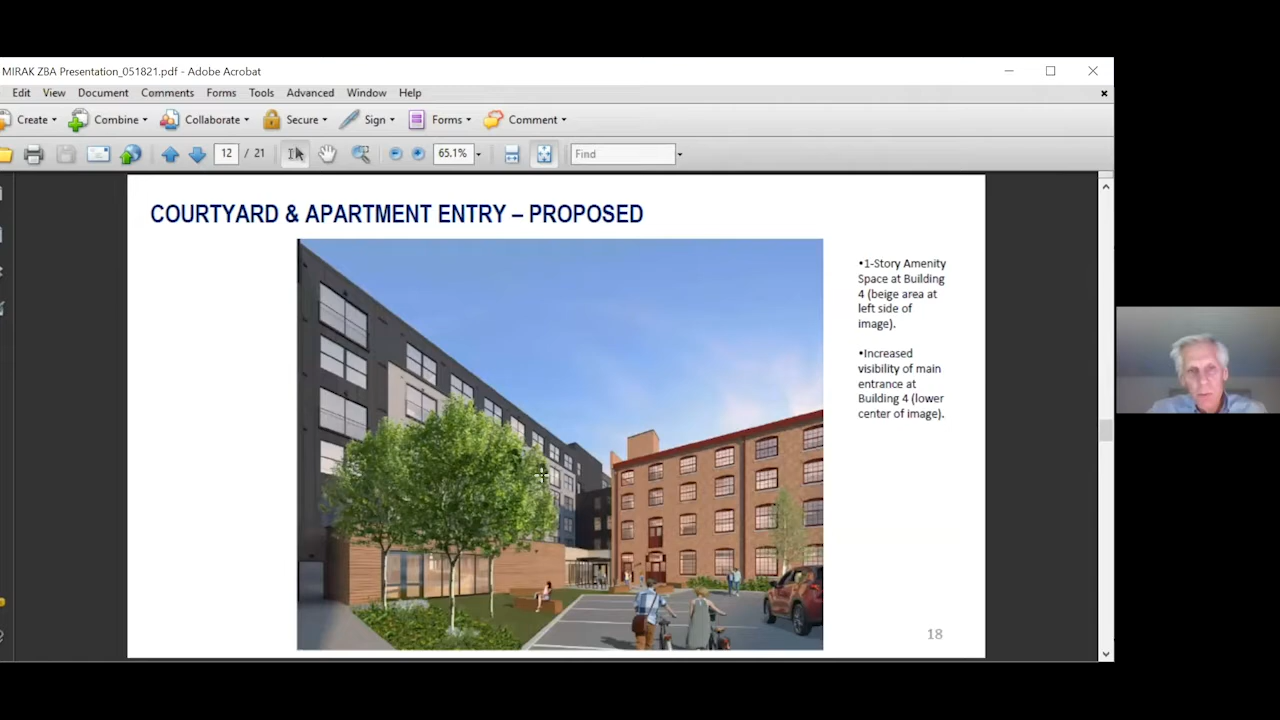 MIRAK ZBA Presentation_051821.pdf - Adobe Acrobat
Edit View Document Comments Forms Tools Advanced Window Help
Create Combine Collaborate Secure Sign Forms Comment
12 / 21 65.1% Find
COURTYARD & APARTMENT ENTRY – PROPOSED
•1-Story Amenity
Space at Building
4 (beige area at
left side of
image).
•Increased
visibility of main
entrance at
Building 4 (lower
center of image).
18